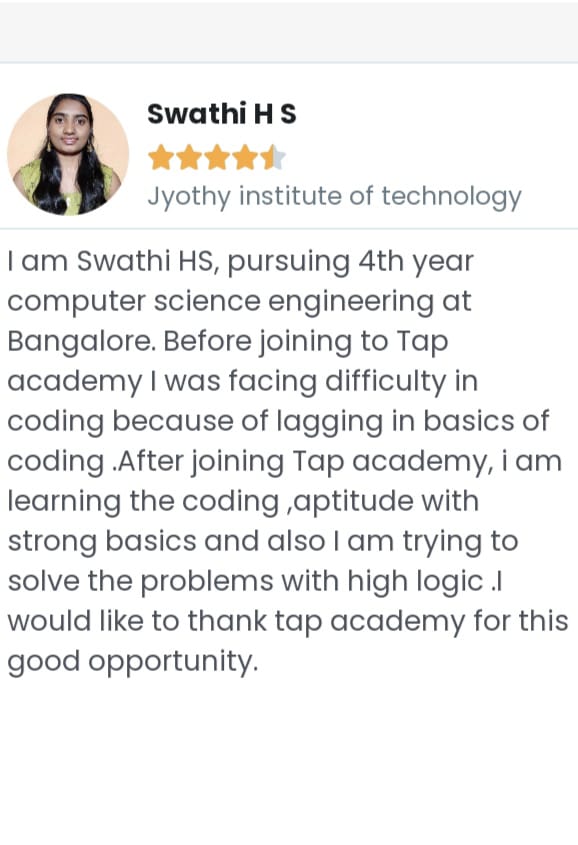 Swathi H S
Jyothy institute of technology
I am Swathi HS, pursuing 4th year
computer science engineering at
Bangalore. Before joining to Tap
academy I was facing difficulty in
coding because of lagging in basics of
coding .After joining Tap academy, i am
learning the coding ,aptitude with
strong basics and also I am trying to
solve the problems with high logic .I
would like to thank tap academy for this
good opportunity.